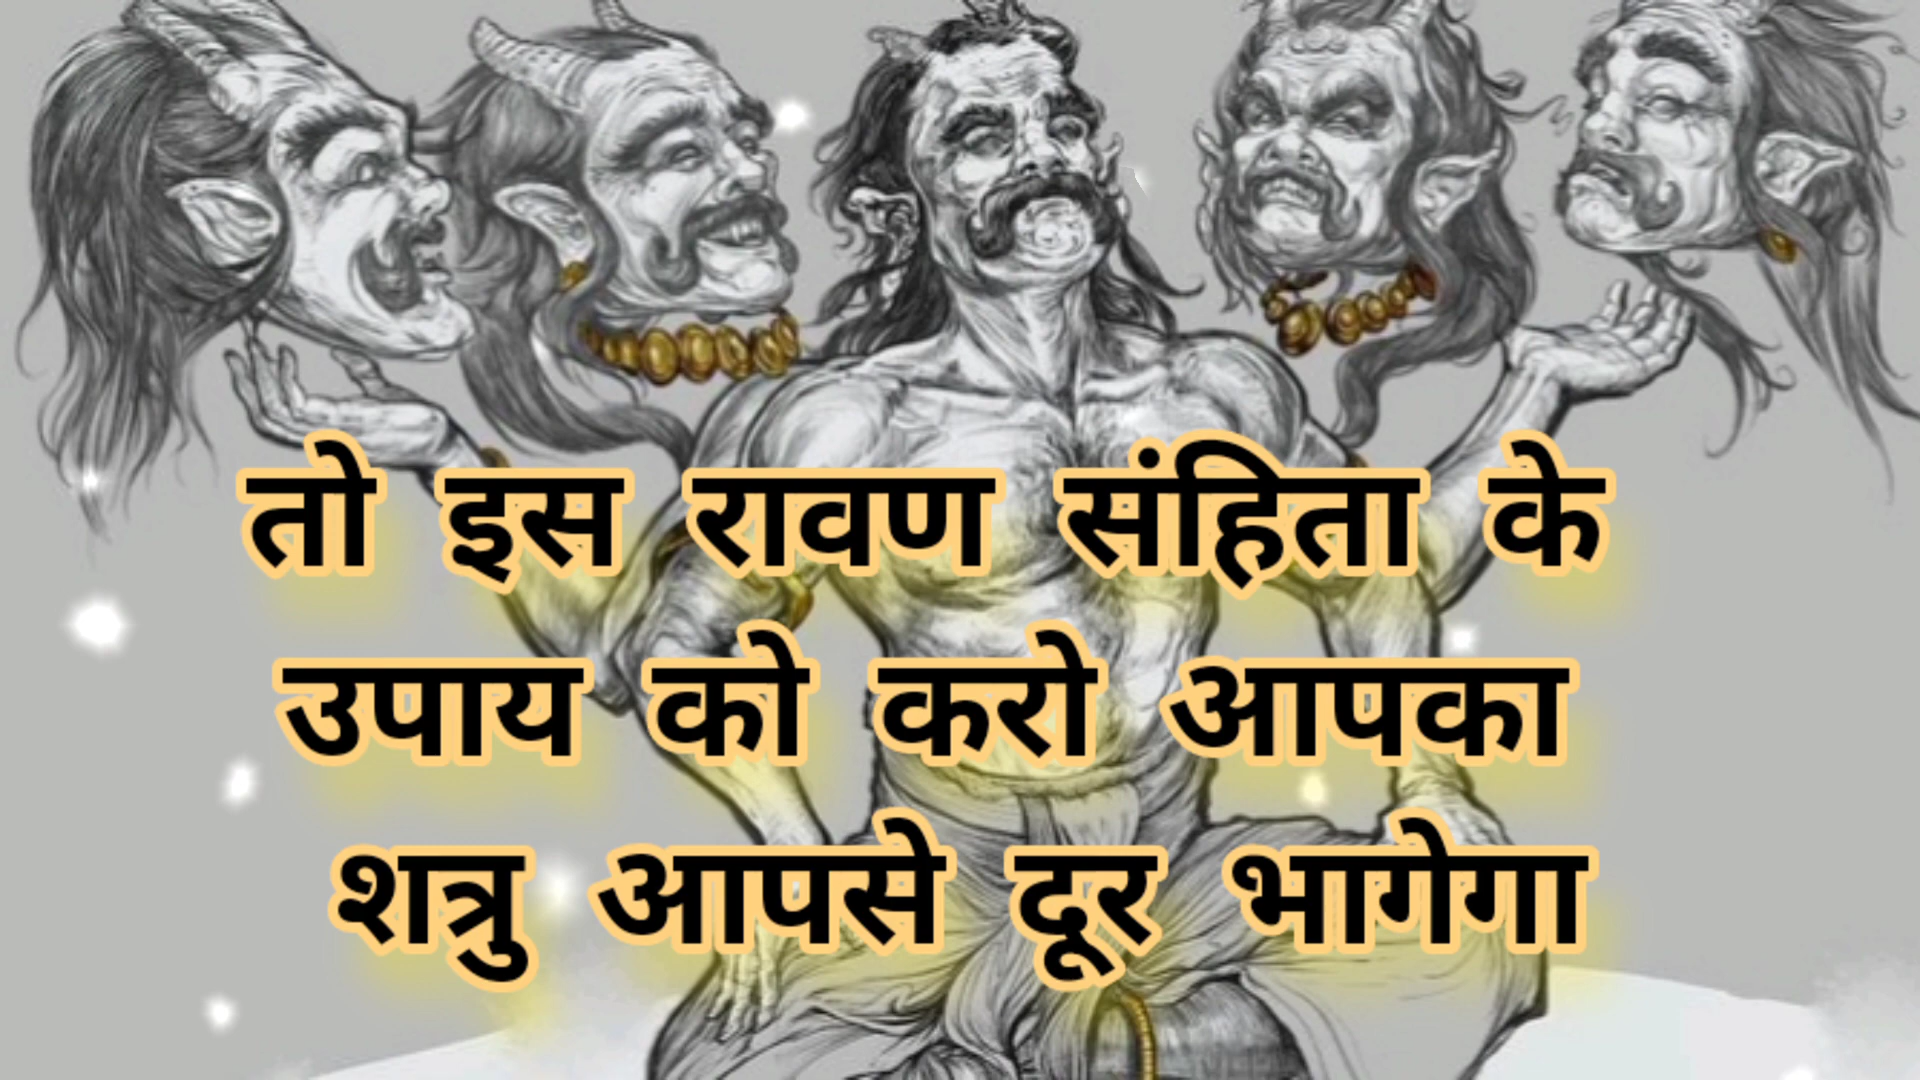 तो इस रावण संहिता के
उपाय को करो आपका
शत्रु आपसे दूर भागेगा